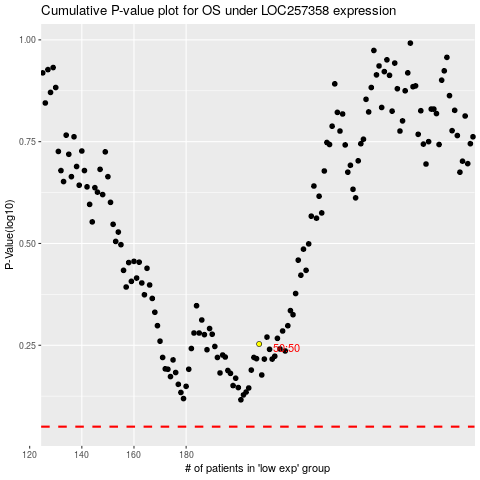 Cumulative P-value plot for OS under LOC257358 expression
1.00
0.75
0.50
0.25
P-Value(log10)
50:50
120 140 160 180
# of patients in 'low exp' group